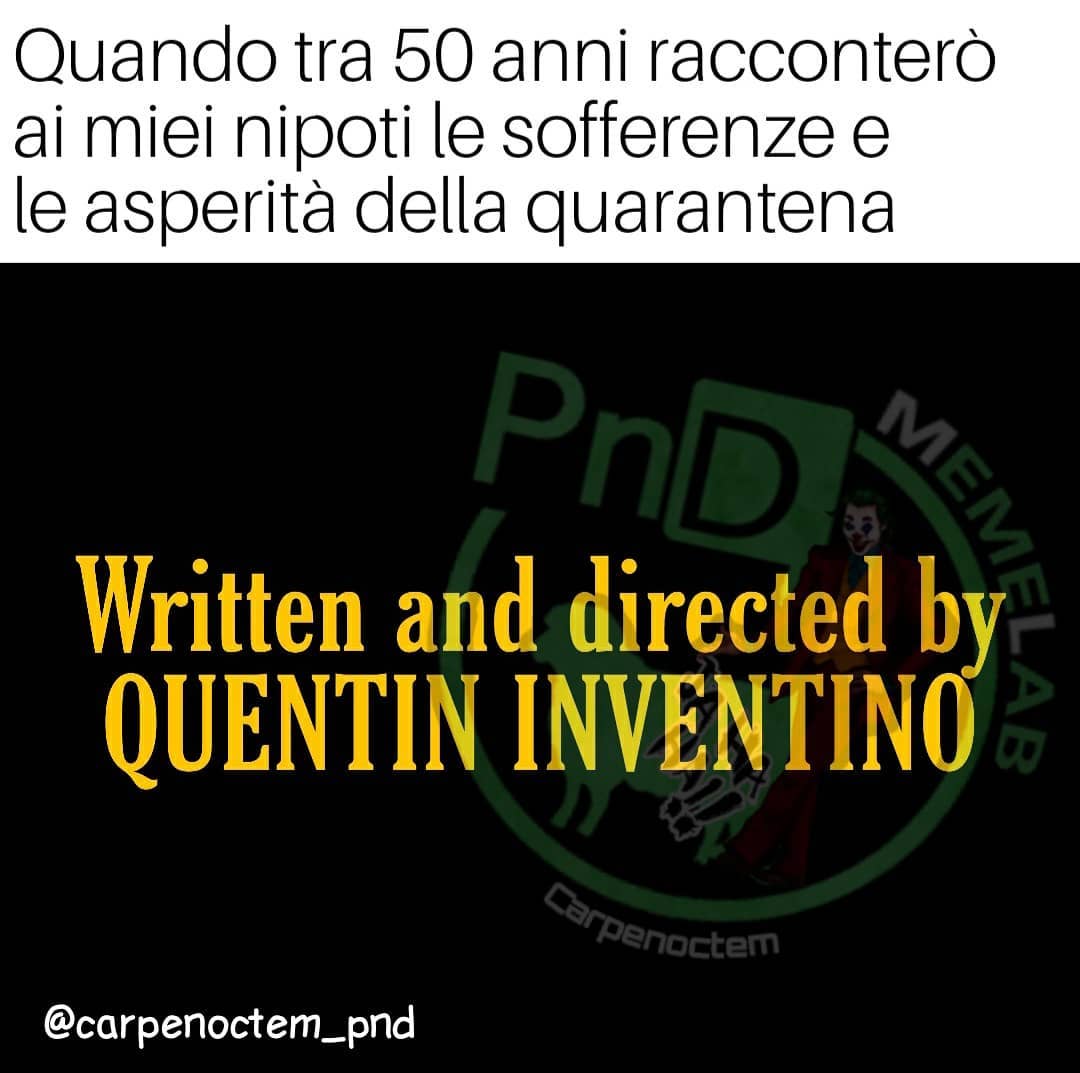 Quando tra 50 anni racconterò
ai miei nipoti le sofferenze e
le asperità della quarantena
PnD
MEMELAB
Written and directed by
QUENTIN INVENTINO
Carpenoctem
@carpenoctem_pnd